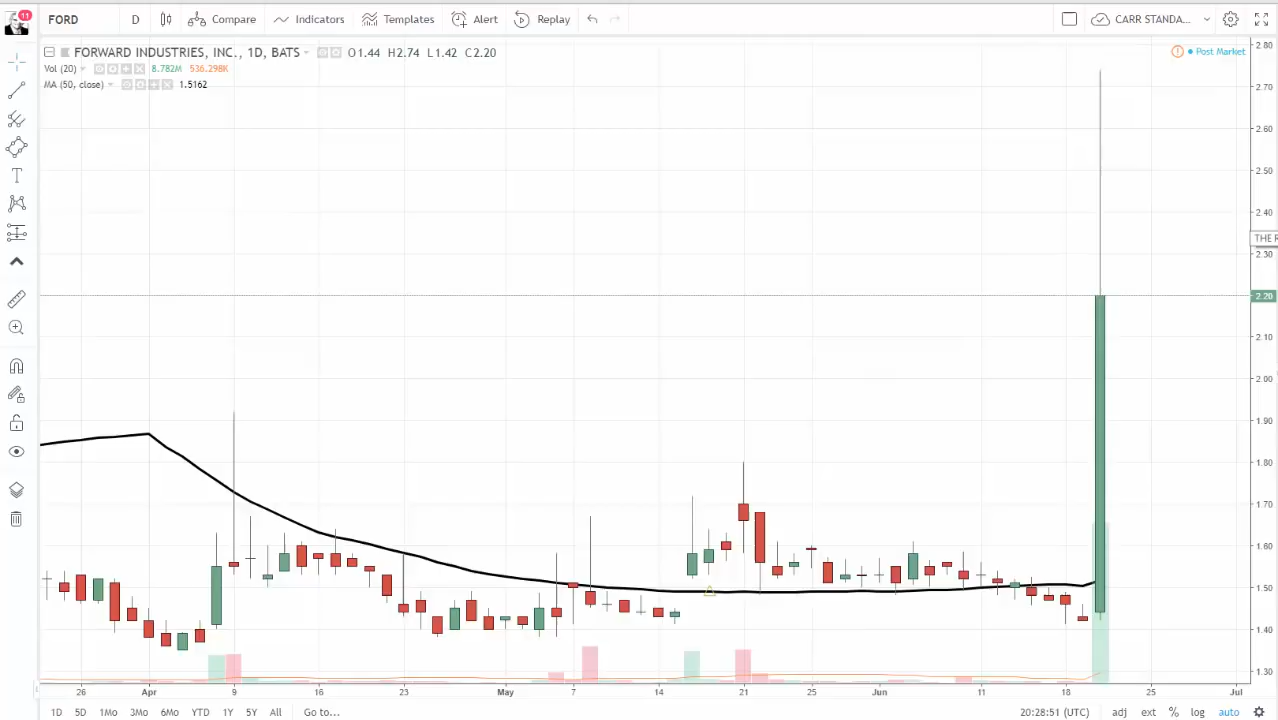 11
FORD D Compare Indicators Templates Alert Replay CARR STANDA...
FORWARD INDUSTRIES, INC., 1D, BATS O1.44 H2.74 L1.42 C2.20
Post Market
Vol (20) 8.782M 536.298K
MA (50, close) 1.5162
2.80
2.70
2.60
2.50
2.40
THE
2.30
2.20
2.10
2.00
1.90
1.80
1.70
1.60
1.50
1.40
1.30
26 Apr 9 16 23 May 7 14 21 25 Jun 11 18 25 Jul
1D 5D 1Mo 3Mo 6Mo YTD 1Y 5Y All Go to... 20:28:51 (UTC) adj ext % log auto